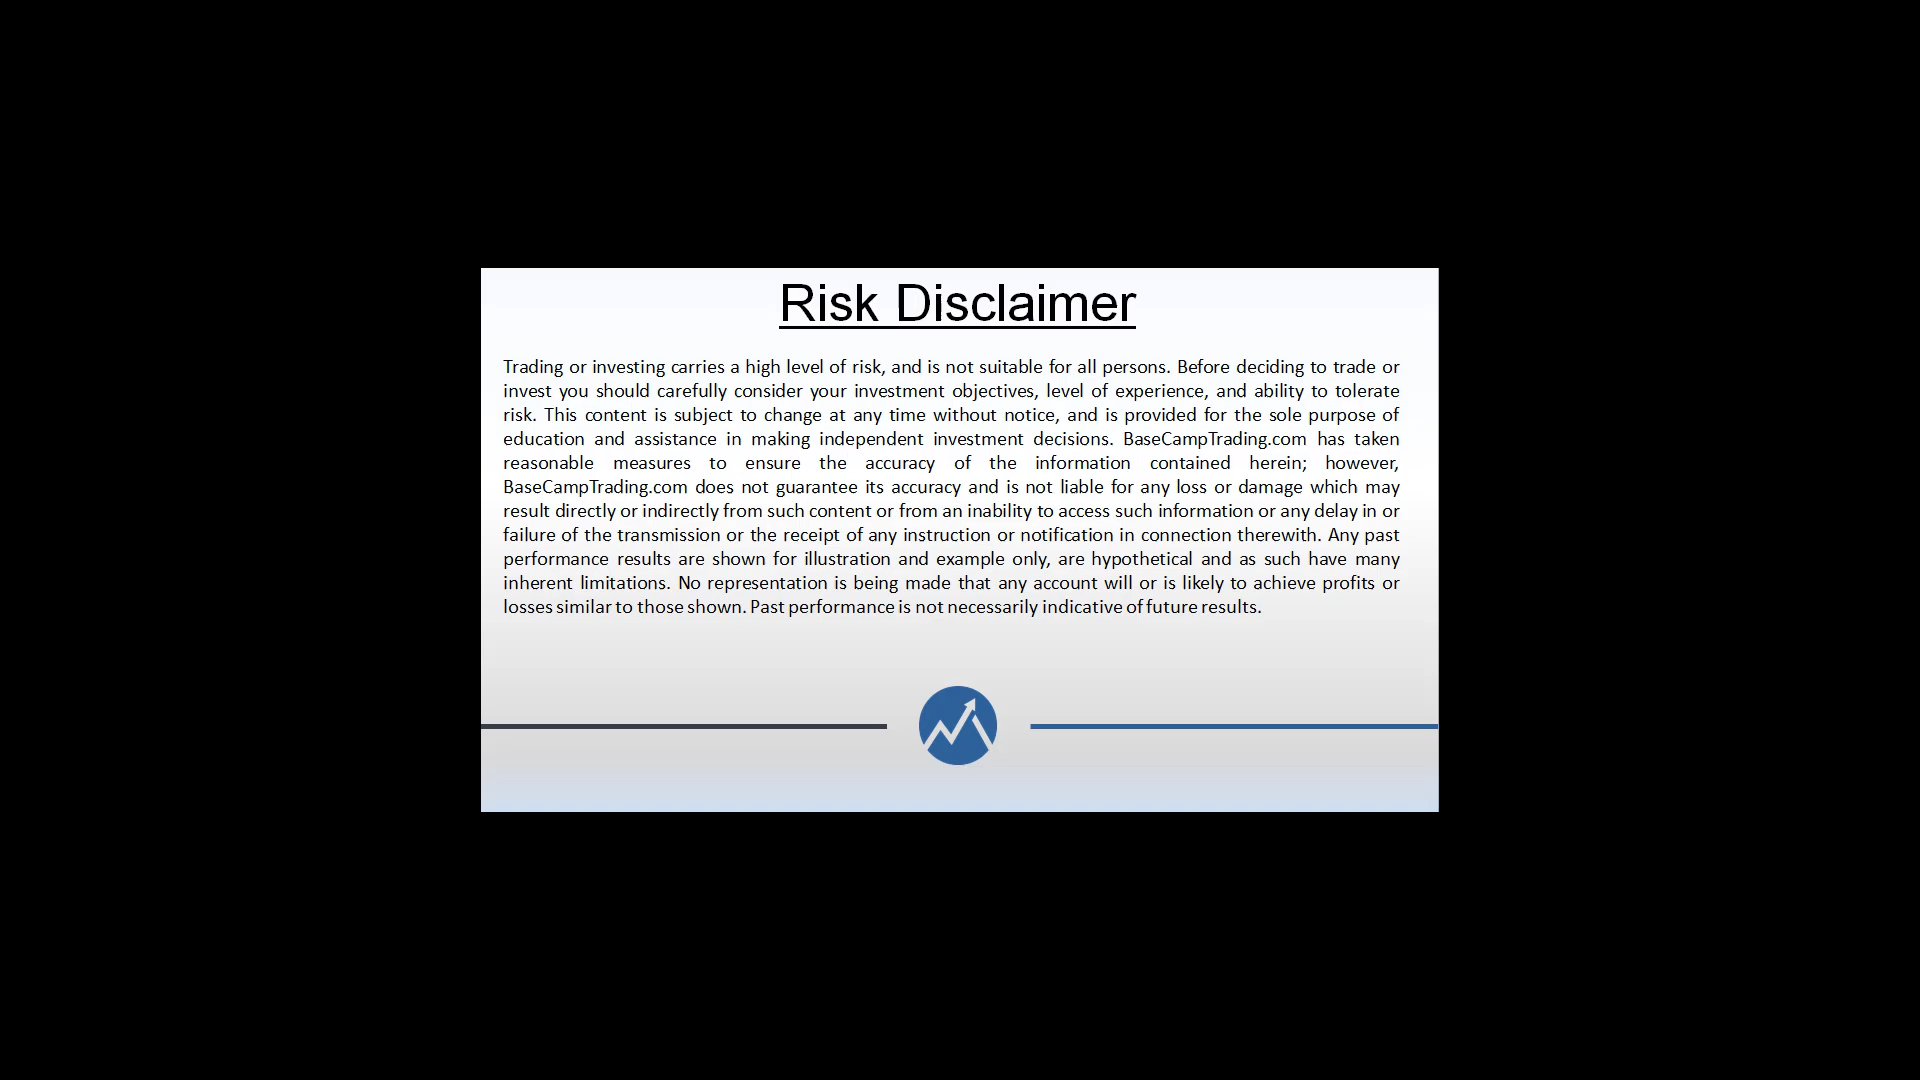 Risk Disclaimer
Trading or investing carries a high level of risk, and is not suitable for all persons. Before deciding to trade or
invest you should carefully consider your investment objectives, level of experience, and ability to tolerate
risk. This content is subject to change at any time without notice, and is provided for the sole purpose of
education and assistance in making independent investment decisions. BaseCampTrading.com has taken
reasonable measures to ensure the accuracy of the information contained herein; however,
BaseCampTrading.com does not guarantee its accuracy and is not liable for any loss or damage which may
result directly or indirectly from such content or from an inability to access such information or any delay in or
failure of the transmission or the receipt of any instruction or notification in connection therewith. Any past
performance results are shown for illustration and example only, are hypothetical and as such have many
inherent limitations. No representation is being made that any account will or is likely to achieve profits or
losses similar to those shown. Past performance is not necessarily indicative of future results.